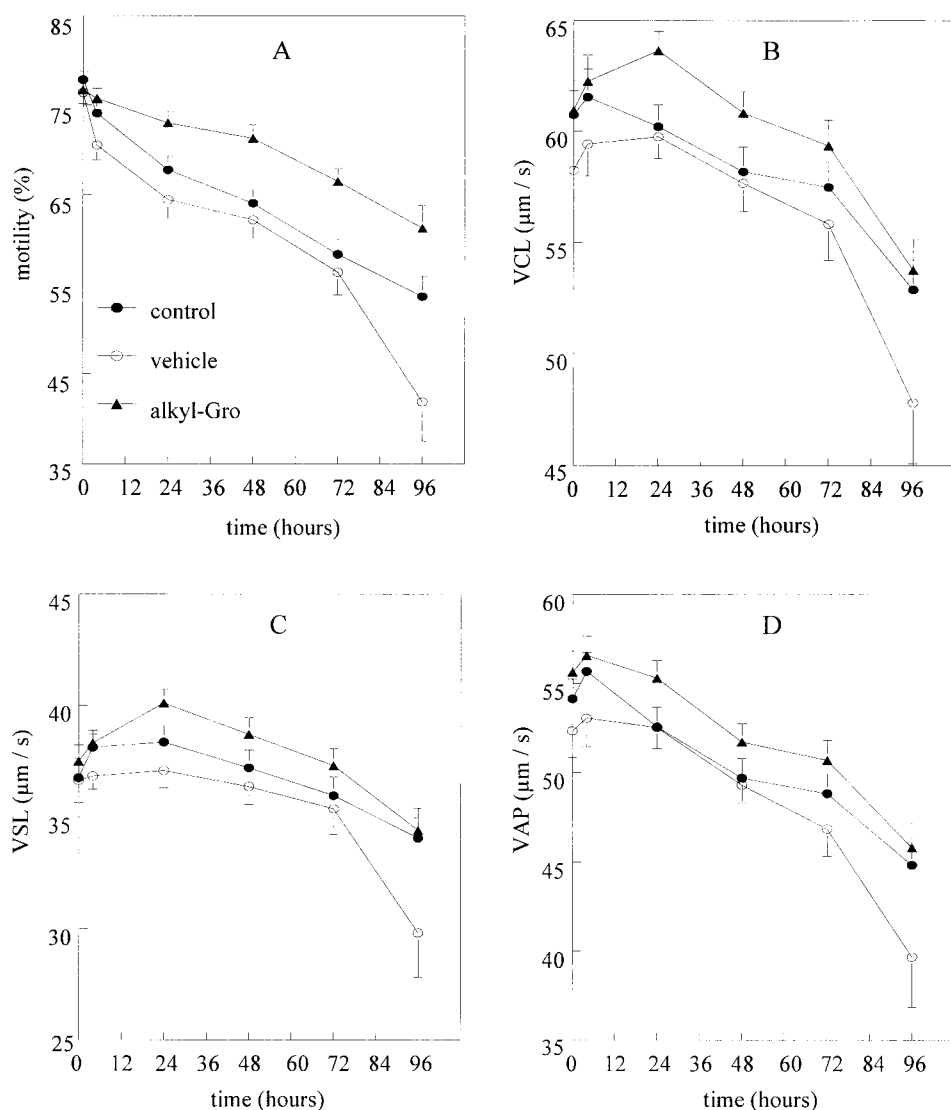 A
85
75
65
55
45
35
motility (%)
control
vehicle
alkyl-Gro
0 12 24 36 48 60 72 84 96
time (hours)
B
65
60
55
50
45
VCL (μm / s)
0 12 24 36 48 60 72 84 96
time (hours)
C
45
40
35
30
25
VSL (μm / s)
0 12 24 36 48 60 72 84 96
time (hours)
D
60
55
50
45
40
35
VAP (μm / s)
0 12 24 36 48 60 72 84 96
time (hours)